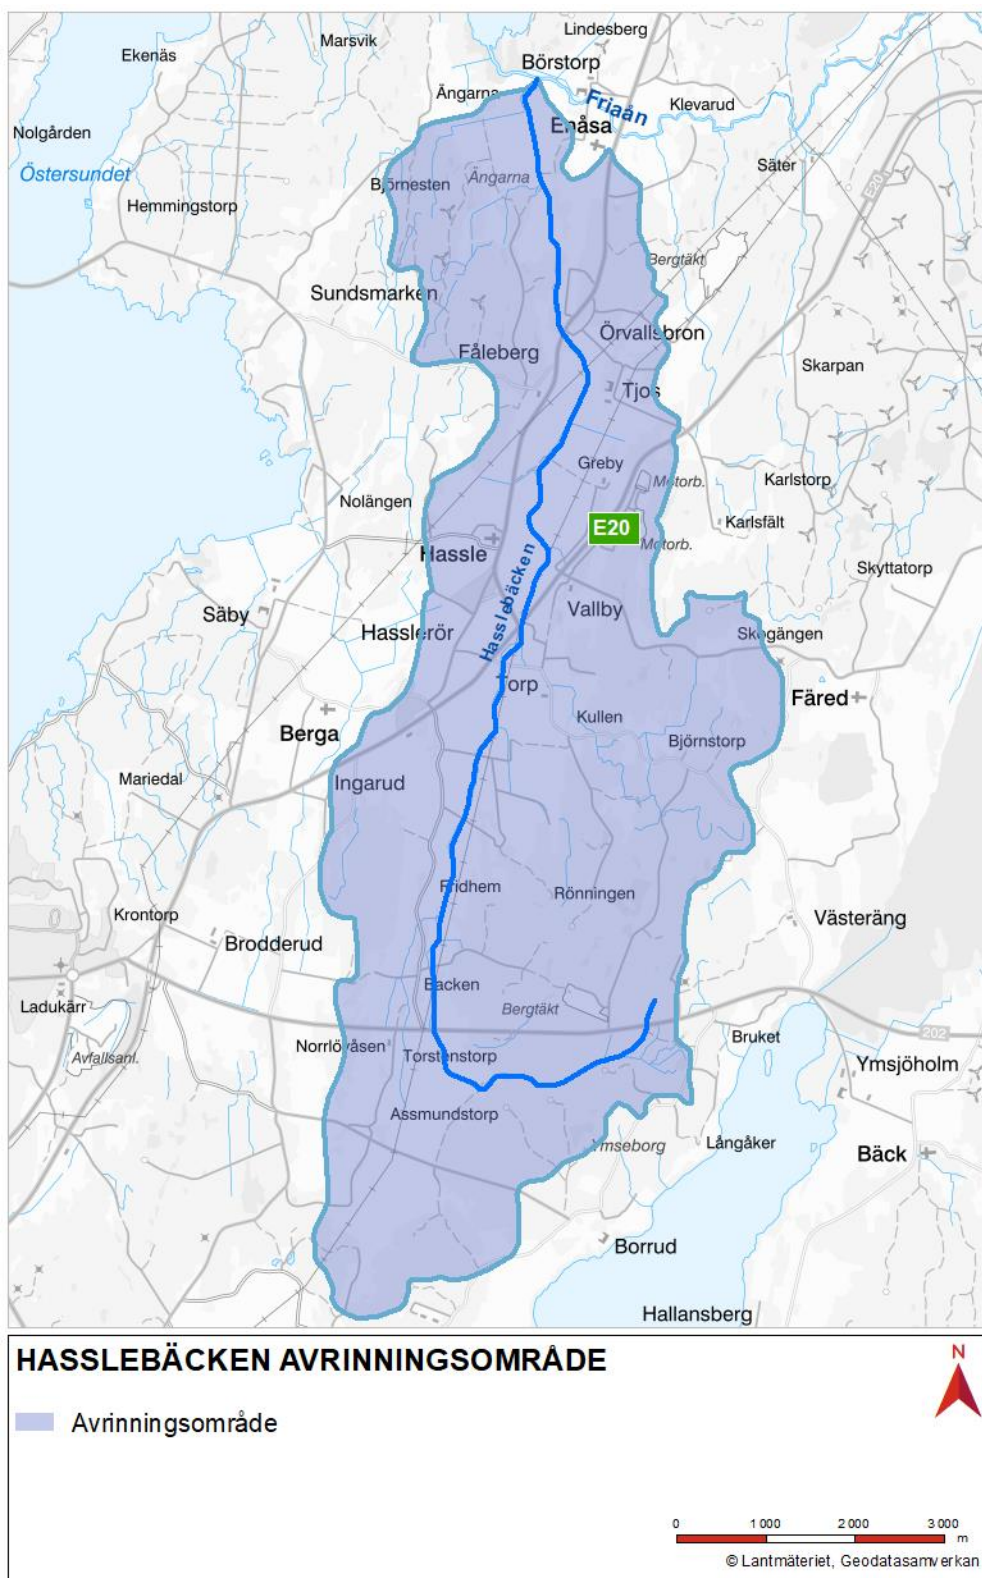 Lindesberg
Marsvik
Ekenäs
Börstorp
Ängarna
Friaån
Klevarud
Enåsa
Nolgården
Säter
Östersundet
Ängarna
Björnesten
E20
Hemmingstorp
Bergtäkt
Sundsmarken
Örvallsbron
Fåleberg
Skarpan
Tjos
Greby
Motorb.
Karlstorp
Nolängen
Karlsfält
E20
Motorb.
Hassle
Skyttatorp
Hasslebäcken
Säby
Vallby
Hasslerör
Skogängen
Torp
Färed
Kullen
Berga
Björnstorp
Mariedal
Ingarud
Fridhem
Rönningen
Krontorp
Västeräng
Brodderud
Backen
Ladukärr
Bergtäkt
202
Bruket
Norrlövåsen
Torstenstorp
Avfallsanl.
Ymsjöholm
Assmundstorp
Ymseborg
Långåker
Bäck
Borrud
Hallansberg
HASSLEBÄCKEN AVRINNINGSOMRÅDE
N
Avrinningsområde
0 1 000 2 000 3 000
m
© Lantmäteriet, Geodatasamverkan